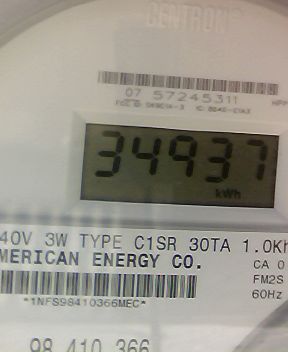 CENTRON®
07 57245311
34937
kWh
40V 3W TYPE C1SR 30TA 1.0Kh
MERICAN ENERGY CO.
CA 0
FM2S
60Hz
*1NFS98410366MEC*
98 410 366